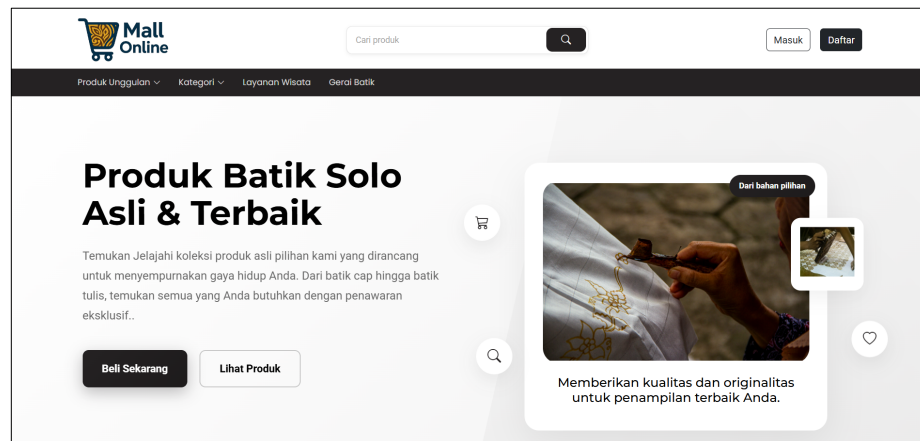 Mall
Online
Cari produk
Masuk
Daftar
Produk Unggulan
Kategori
Layanan Wisata
Gerai Batik
Produk Batik Solo
Asli & Terbaik
Temukan Jelajahi koleksi produk asli pilihan kami yang dirancang
untuk menyempurnakan gaya hidup Anda. Dari batik cap hingga batik
tulis, temukan semua yang Anda butuhkan dengan penawaran
eksklusif..
Beli Sekarang
Lihat Produk
Dari bahan pilihan
Memberikan kualitas dan originalitas
untuk penampilan terbaik Anda.